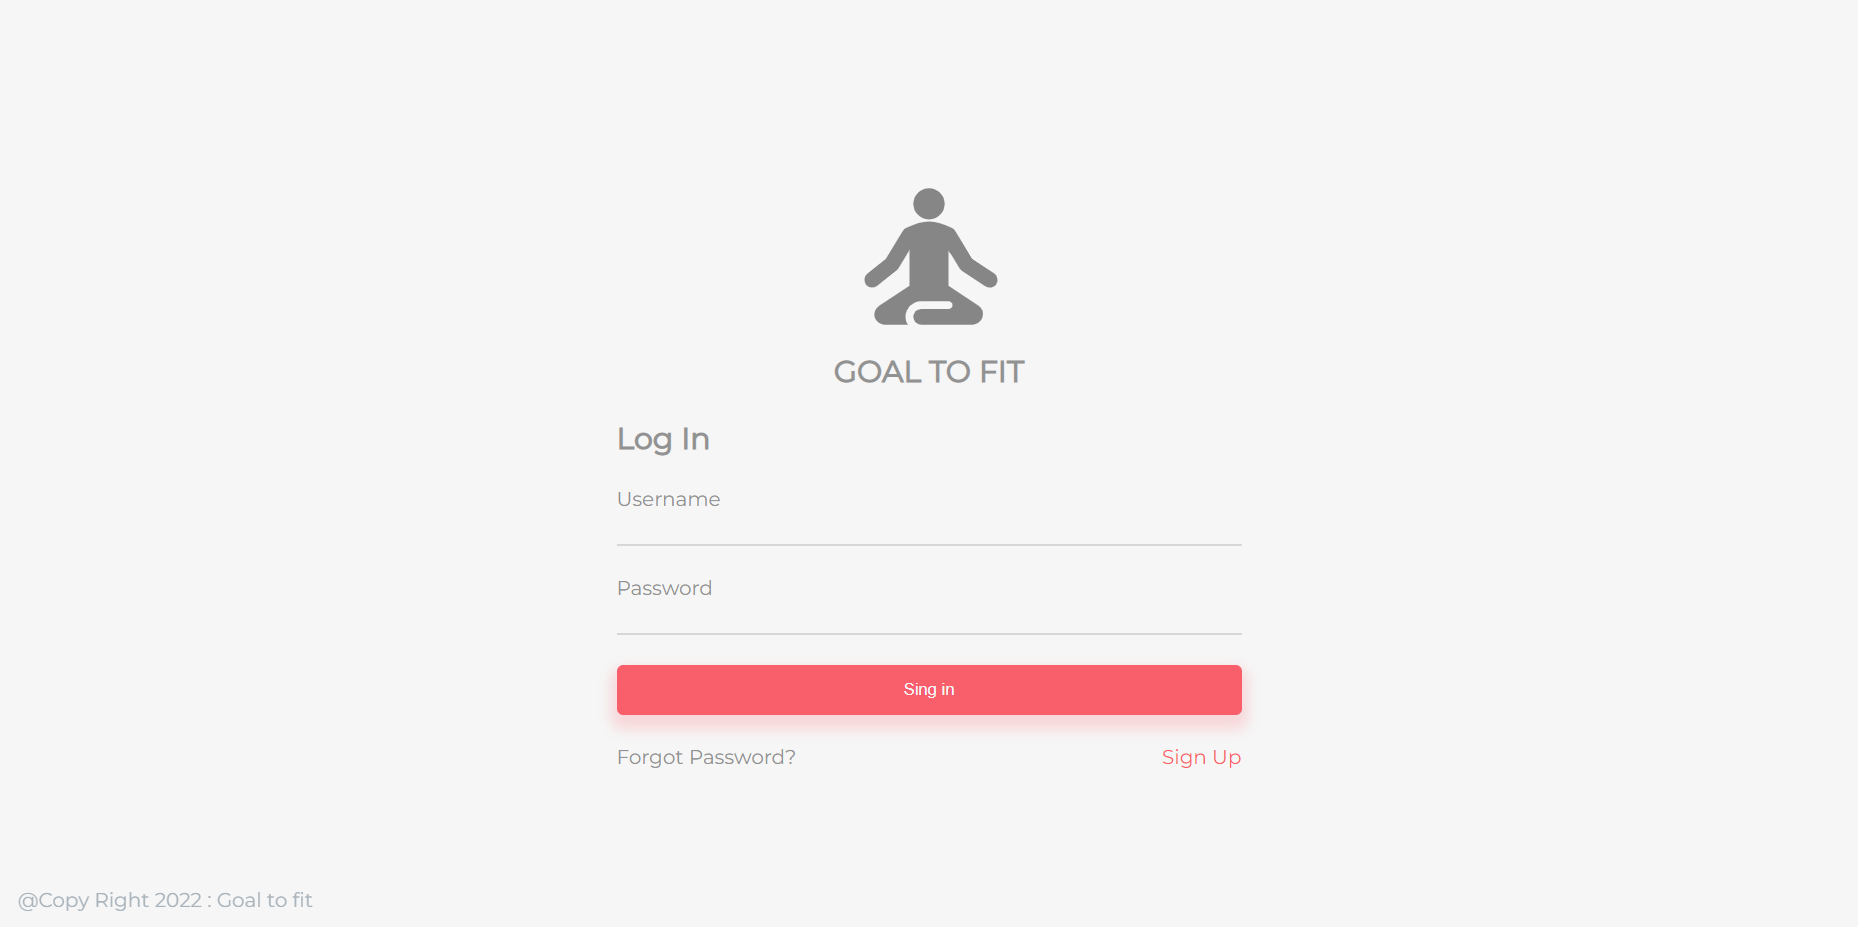 GOAL TO FIT
Log In
Username
Password
Sing in
Forgot Password? Sign Up
@Copy Right 2022 : Goal to fit